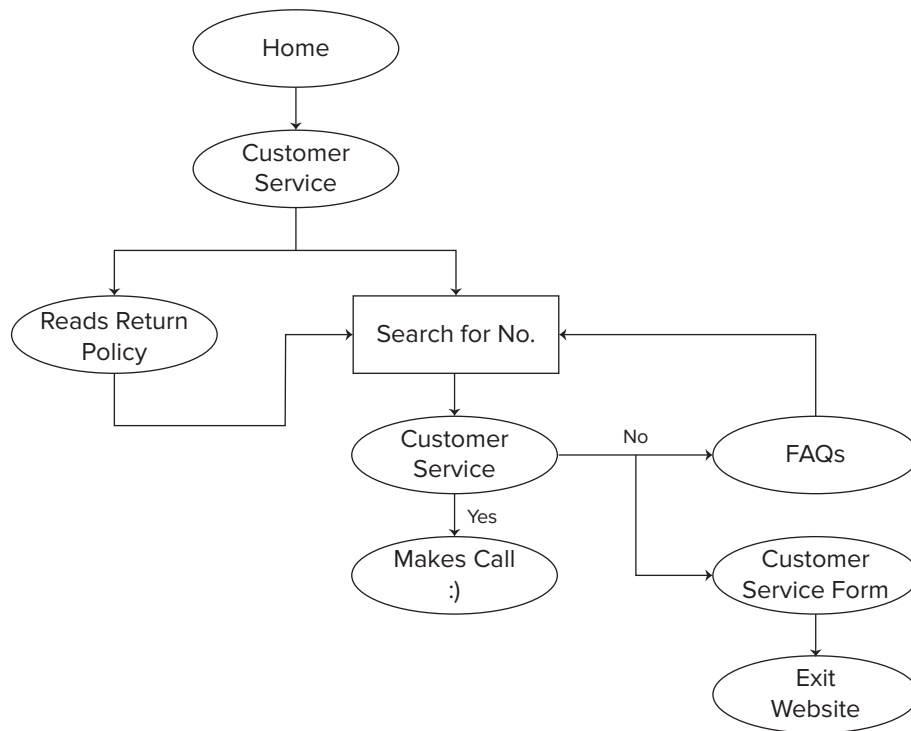 Home
Customer
Service
Reads Return
Policy
Search for No.
Customer
Service
No
FAQs
Yes
Makes Call
:)
Customer
Service Form
Exit
Website